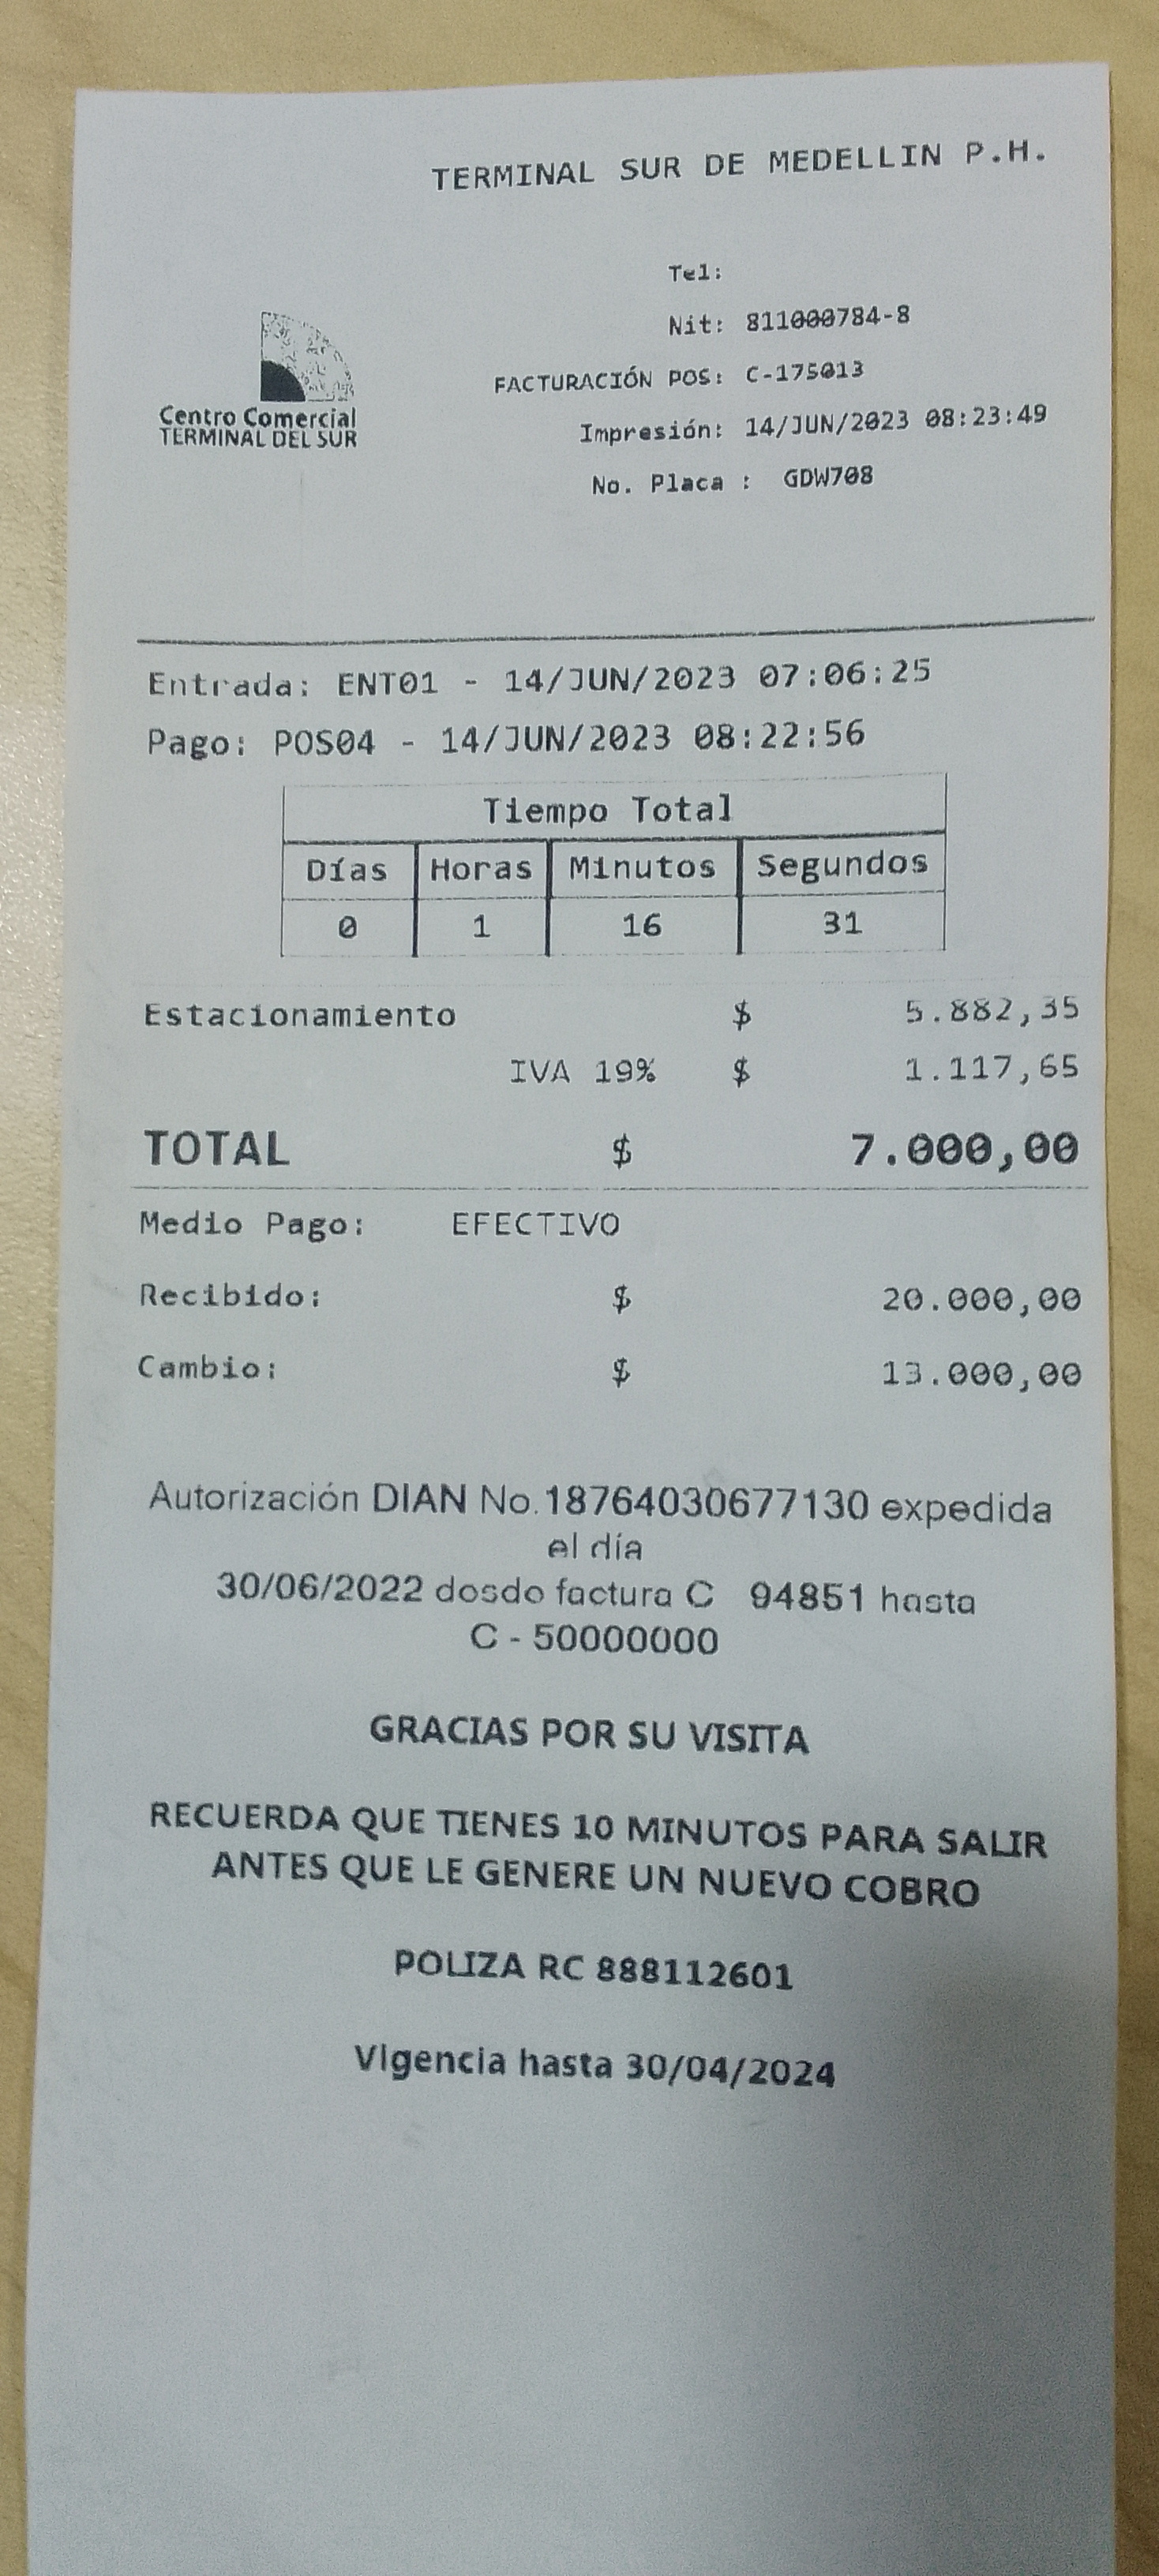 TERMINAL SUR DE MEDELLIN P.H.
Tel:
Nit: 811000784-8
FACTURACIÓN POS: C-175013
Impresión: 14/JUN/2023 08:23:49
No. Placa : GDW708
Centro Comercial
TERMINAL DEL SUR
Entrada: ENT01 - 14/JUN/2023 07:06:25
Pago: POS04 - 14/JUN/2023 08:22:56
Tiempo Total
Días Horas Minutos Segundos
0 1 16 31
Estacionamiento $ 5.882,35
IVA 19% $ 1.117,65
TOTAL $ 7.000,00
Medio Pago: EFECTIVO
Recibido: $ 20.000,00
Cambio: $ 13.000,00
Autorización DIAN No.18764030677130 expedida
el día
30/06/2022 desde factura C 94851 hasta
C - 50000000
GRACIAS POR SU VISITA
RECUERDA QUE TIENES 10 MINUTOS PARA SALIR
ANTES QUE LE GENERE UN NUEVO COBRO
POLIZA RC 888112601
Vigencia hasta 30/04/2024